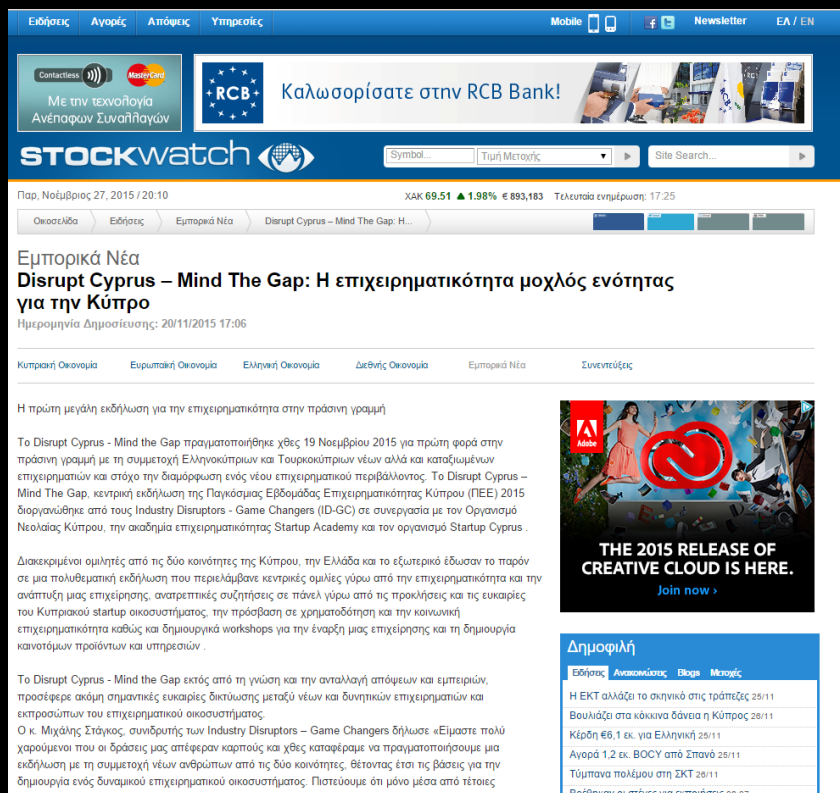 Ειδήσεις Αγορές Απόψεις Υπηρεσίες Mobile Newsletter ΕΛ / EN
Contactless MasterCard
Με την τεχνολογία
Ανέπαφων Συναλλαγών
RCB Καλωσορίσατε στην RCB Bank!
STOCKWATCH Symbol... Τιμή Μετοχής Site Search...
Παρ, Νοέμβριος 27, 2015 / 20:10 ΧΑΚ 69.51 ▲ 1.98% € 893,183 Τελευταία ενημέρωση: 17:25
Οικοσελίδα Ειδήσεις Εμπορικά Νέα Disrupt Cyprus – Mind The Gap: Η...
Εμπορικά Νέα
Disrupt Cyprus – Mind The Gap: Η επιχειρηματικότητα μοχλός ενότητας
για την Κύπρο
Ημερομηνία Δημοσίευσης: 20/11/2015 17:06
Κυπριακή Οικονομία Ευρωπαϊκή Οικονομία Ελληνική Οικονομία Διεθνής Οικονομία Εμπορικά Νέα Συνεντεύξεις
Η πρώτη μεγάλη εκδήλωση για την επιχειρηματικότητα στην πράσινη γραμμή
Το Disrupt Cyprus - Mind the Gap πραγματοποιήθηκε χθες 19 Νοεμβρίου 2015 για πρώτη φορά στην
πράσινη γραμμή με τη συμμετοχή Ελληνοκύπριων και Τουρκοκύπριων νέων αλλά και καταξιωμένων
επιχειρηματιών και στόχο την διαμόρφωση ενός νέου επιχειρηματικού περιβάλλοντος. Το Disrupt Cyprus –
Mind The Gap, κεντρική εκδήλωση της Παγκόσμιας Εβδομάδας Επιχειρηματικότητας Κύπρου (ΠΕΕ) 2015
διοργανώθηκε από τους Industry Disruptors - Game Changers (ID-GC) σε συνεργασία με τον Οργανισμό
Νεολαίας Κύπρου, την ακαδημία επιχειρηματικότητας Startup Academy και τον οργανισμό Startup Cyprus .
Διακεκριμένοι ομιλητές από τις δύο κοινότητες της Κύπρου, την Ελλάδα και το εξωτερικό έδωσαν το παρόν
σε μια πολυθεματική εκδήλωση που περιελάμβανε κεντρικές ομιλίες γύρω από την επιχειρηματικότητα και την
ανάπτυξη μιας επιχείρησης, ανατρεπτικές συζητήσεις σε πάνελ γύρω από τις προκλήσεις και τις ευκαιρίες
του Κυπριακού startup οικοσυστήματος, την πρόσβαση σε χρηματοδότηση και την κοινωνική
επιχειρηματικότητα καθώς και δημιουργικά workshops για την έναρξη μιας επιχείρησης και τη δημιουργία
καινοτόμων προϊόντων και υπηρεσιών .
Το Disrupt Cyprus - Mind the Gap εκτός από τη γνώση και την ανταλλαγή απόψεων και εμπειριών,
προσέφερε ακόμη σημαντικές ευκαιρίες δικτύωσης μεταξύ νέων και δυνητικών επιχειρηματιών και
εκπροσώπων του επιχειρηματικού οικοσυστήματος.
Ο κ. Μιχάλης Στάγκος, συνιδρυτής των Industry Disruptors – Game Changers δήλωσε «Είμαστε πολύ
χαρούμενοι που οι δράσεις μας απέφεραν καρπούς και χθες καταφέραμε να πραγματοποιήσουμε μια
εκδήλωση με τη συμμετοχή νέων ανθρώπων από τις δύο κοινότητες, θέτοντας έτσι τις βάσεις για την
δημιουργία ενός δυναμικού επιχειρηματικού οικοσυστήματος. Πιστεύουμε ότι μόνο μέσα από τέτοιες
Adobe
THE 2015 RELEASE OF
CREATIVE CLOUD IS HERE.
Join now ›
Δημοφιλή
Ειδήσεις Ανακοινώσεις Blogs Μετοχές
Η ΕΚΤ αλλάζει το σκηνικό στις τράπεζες 25/11
Βουλιάζει στα κόκκινα δάνεια η Κύπρος 26/11
Κέρδη €6,1 εκ. για Ελληνική 25/11
Αγορά 1,2 εκ. BOCY από Σπανό 25/11
Τύμπανα πολέμου στη ΣΚΤ 26/11